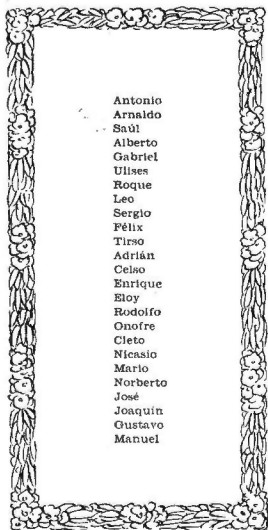 Antonio
Arnaldo
Saúl
Alberto
Gabriel
Ulises
Roque
Leo
Sergio
Félix
Tirso
Adrián
Celso
Enrique
Eloy
Rodolfo
Onofre
Cleto
Nicasio
Mario
Norberto
José
Joaquín
Gustavo
Manuel